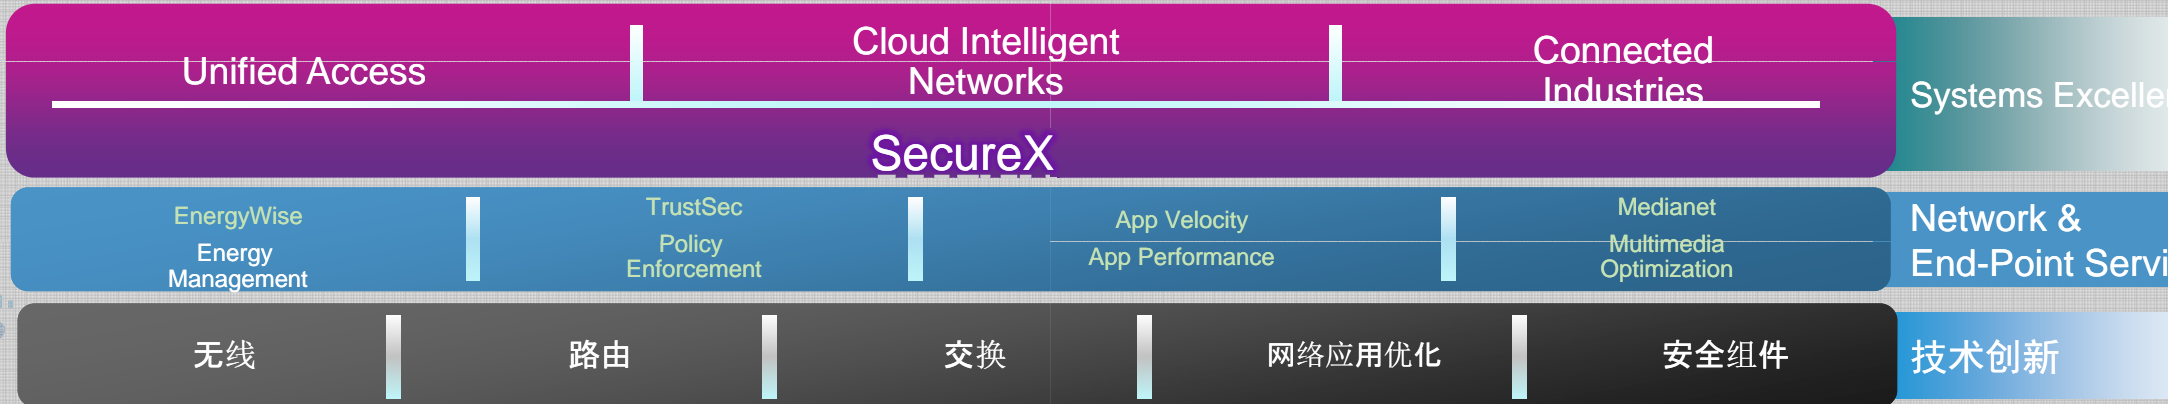 Unified Access
Cloud Intelligent
Networks
Connected
Industries
SecureX
Systems
EnergyWise
Energy
Management
TrustSec
Policy
Enforcement
App Velocity
App Performance
Medianet
Multimedia
Optimization
Network &
End-Point
无线
路由
交换
网络应用优化
安全组件
技术创新